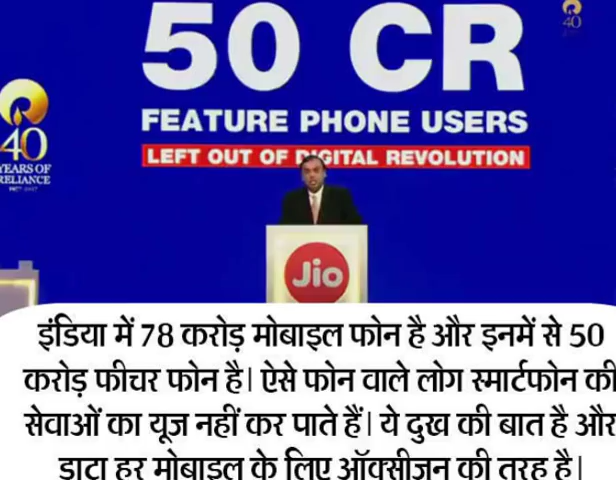 50 CR
FEATURE PHONE USERS
LEFT OUT OF DIGITAL REVOLUTION
40
40
YEARS OF
RELIANCE
Jio
इंडिया में 78 करोड़ मोबाइल फोन है और इनमें से 50
करोड़ फीचर फोन है। ऐसे फोन वाले लोग स्मार्टफोन की
सेवाओं का यूज नहीं कर पाते हैं। ये दुख की बात है और
डाटा हर मोबाइल के लिए ऑक्सीजन की तरह है।